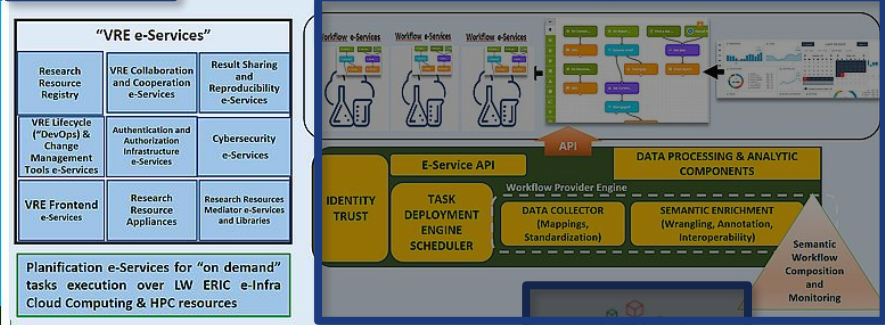 "VRE e-Services"
Research
Resource
Registry
VRE Collaboration
and Cooperation
e-Services
Result Sharing
and
Reproducibility
e-Services
VRE Lifecycle
("DevOps) &
Change
Management
Tools e-Services
Authentication and
Authorization
Infrastructure
e-Services
Cybersecurity
e-Services
VRE Frontend
e-Services
Research
Resource
Appliances
Research Resources
Mediator e-Services
and Libraries
Planification e-Services for "on demand"
tasks execution over LW ERIC e-Infra
Cloud Computing & HPC resources
Workflow e-Services
Workflow e-Services
Workflow e-Services
API
E-Service API
DATA PROCESSING & ANALYTIC
COMPONENTS
IDENTITY
TRUST
TASK
DEPLOYMENT
ENGINE
SCHEDULER
Workflow Provider Engine
DATA COLLECTOR
(Mappings,
Standardization)
SEMANTIC ENRICHMENT
(Wrangling, Annotation,
Interoperability)
Semantic
Workflow
Composition
and
Monitoring